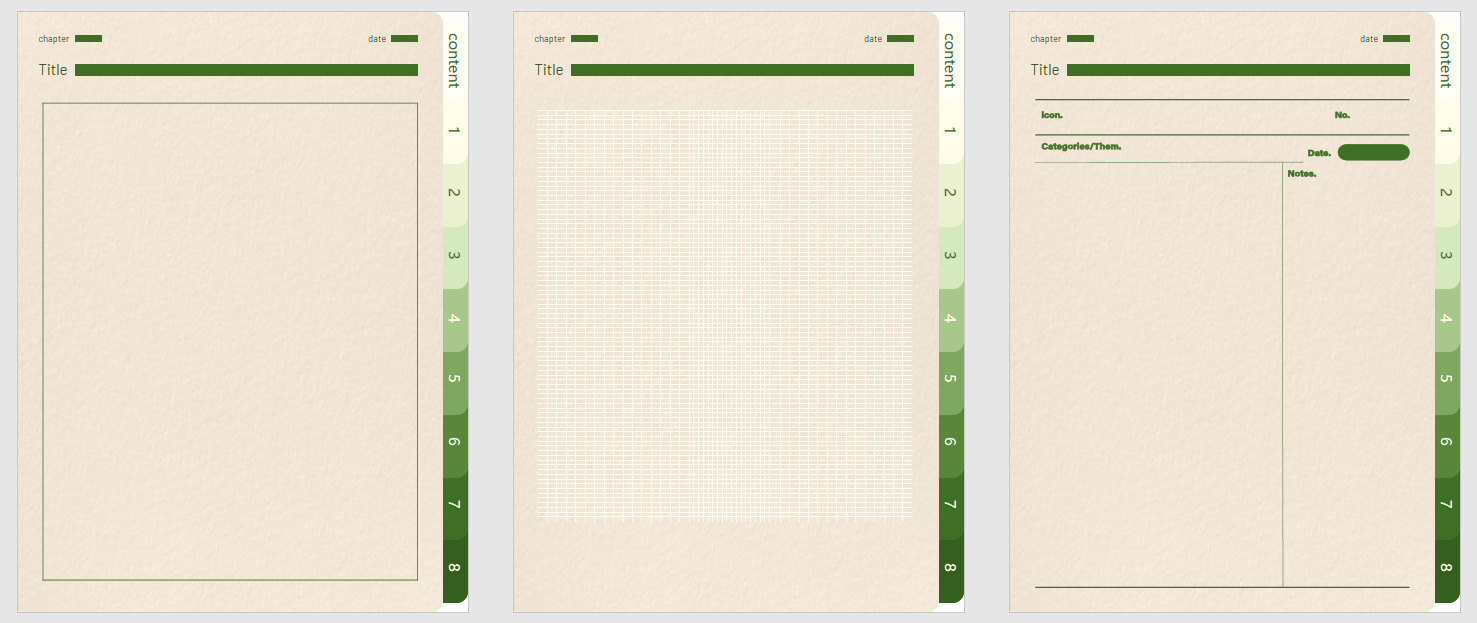 chapter
date
Title
content
1
2
3
4
5
6
7
8
chapter
date
Title
content
1
2
3
4
5
6
7
8
chapter
date
Title
Icon.
No.
Categories/Them.
Date.
Notes.
content
1
2
3
4
5
6
7
8